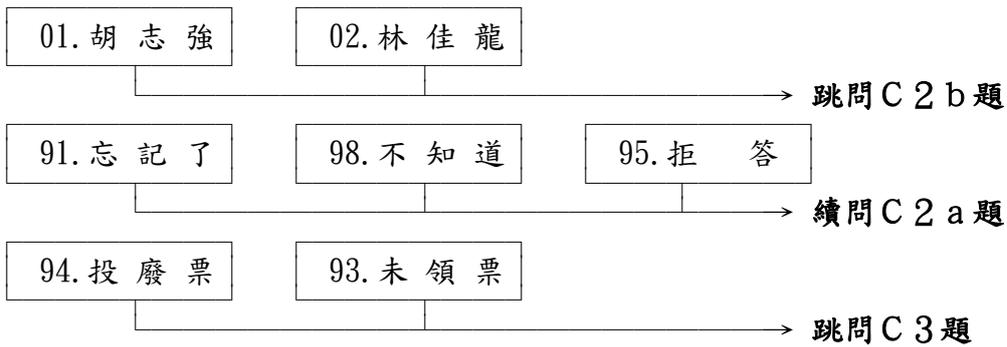 01.胡志強 02.林佳龍
跳問C2b題
91.忘記了 98.不知道 95.拒 答
續問C2a題
94.投廢票 93.未領票
跳問C3題